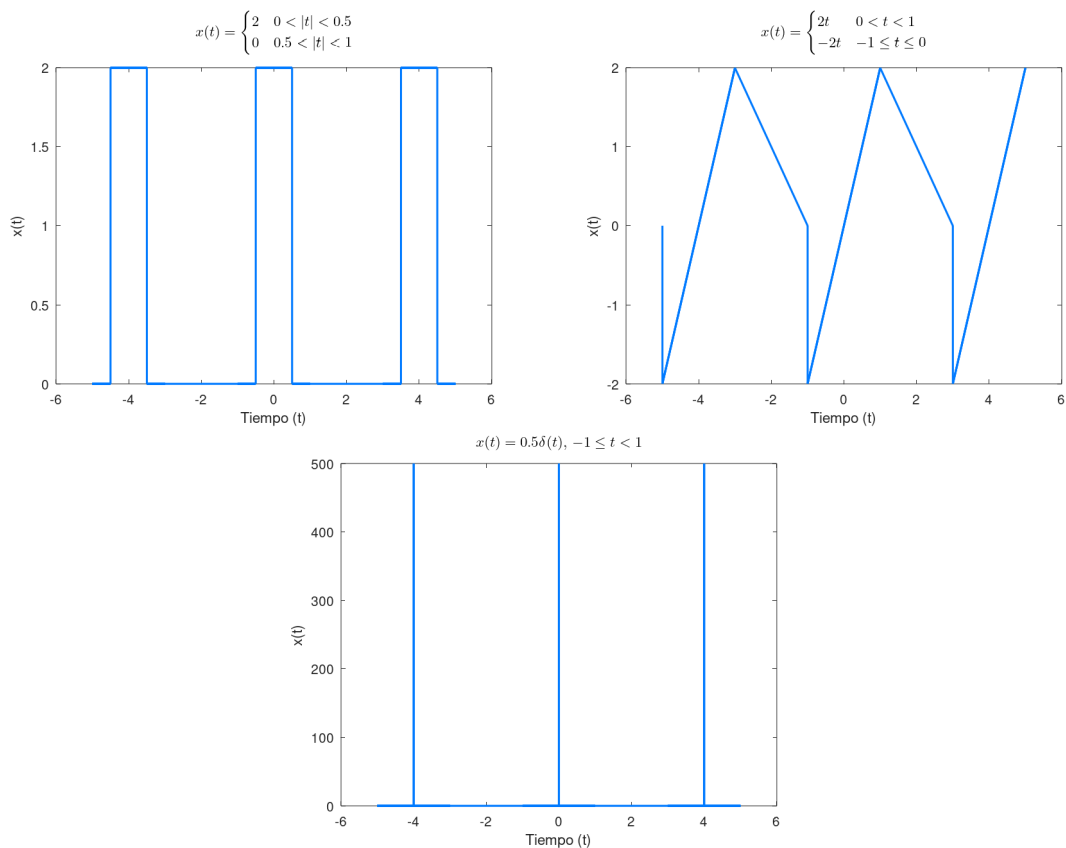 x(t) = { 2   0 < |t| < 0.5
0   0.5 < |t| < 1
2
1.5
1
0.5
0
x(t)
-6 -4 -2 0 2 4 6
Tiempo (t)
x(t) = { 2t   0 < t < 1
−2t   −1 ≤ t ≤ 0
2
1
0
-1
-2
x(t)
-6 -4 -2 0 2 4 6
Tiempo (t)
x(t) = 0.5δ(t), −1 ≤ t < 1
500
400
300
200
100
0
x(t)
-6 -4 -2 0 2 4 6
Tiempo (t)